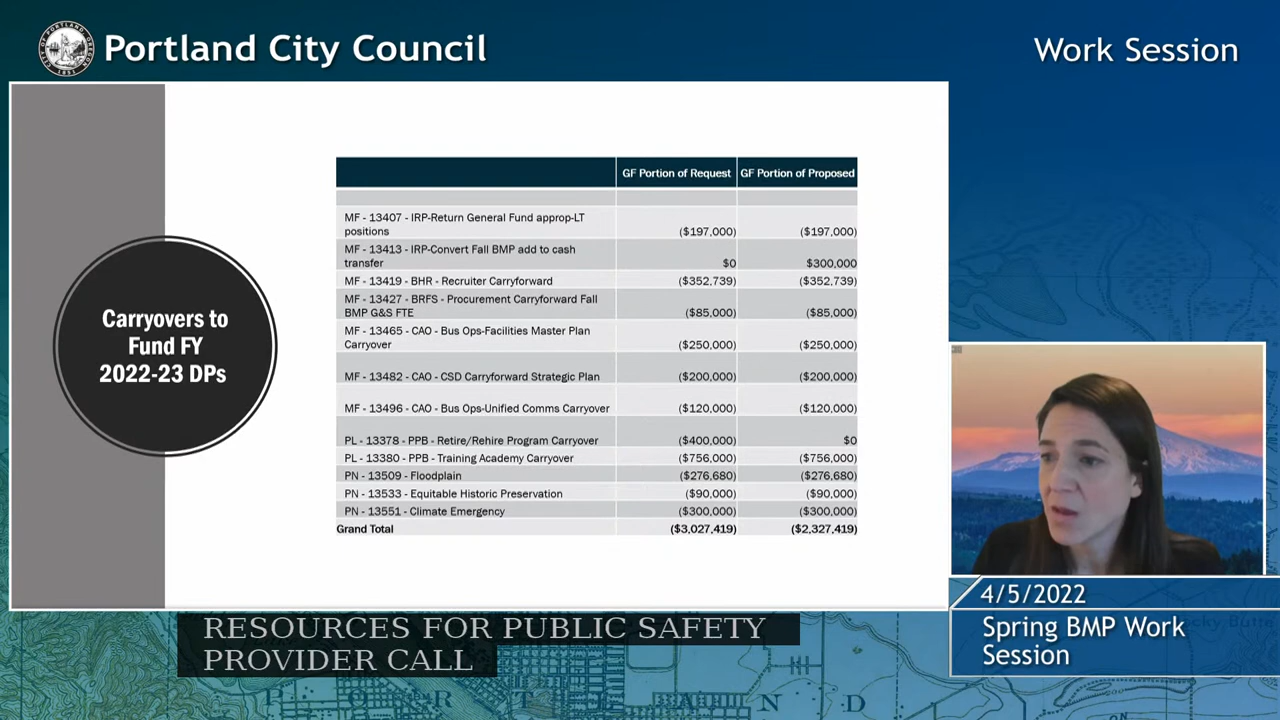 Portland City Council
Work Session
GF Portion of Request GF Portion of Proposed
MF - 13407 - IRP-Return General Fund approp-LT
positions ($197,000) ($197,000)
MF - 13413 - IRP-Convert Fall BMP add to cash
transfer $0 $300,000
MF - 13419 - BHR - Recruiter Carryforward ($352,739) ($352,739)
MF - 13427 - BRFS - Procurement Carryforward Fall
BMP G&S FTE ($85,000) ($85,000)
MF - 13465 - CAO - Bus Ops-Facilities Master Plan
Carryover ($250,000) ($250,000)
MF - 13482 - CAO - CSD Carryforward Strategic Plan ($200,000) ($200,000)
MF - 13496 - CAO - Bus Ops-Unified Comms Carryover ($120,000) ($120,000)
PL - 13378 - PPB - Retire/Rehire Program Carryover ($400,000) $0
PL - 13380 - PPB - Training Academy Carryover ($756,000) ($756,000)
PN - 13509 - Floodplain ($276,680) ($276,680)
PN - 13533 - Equitable Historic Preservation ($90,000) ($90,000)
PN - 13551 - Climate Emergency ($300,000) ($300,000)
Grand Total ($3,027,419) ($2,327,419)
Carryovers to
Fund FY
2022-23 DPs
4/5/2022
Spring BMP Work
Session
RESOURCES FOR PUBLIC SAFETY
PROVIDER CALL
P O R T L A N D